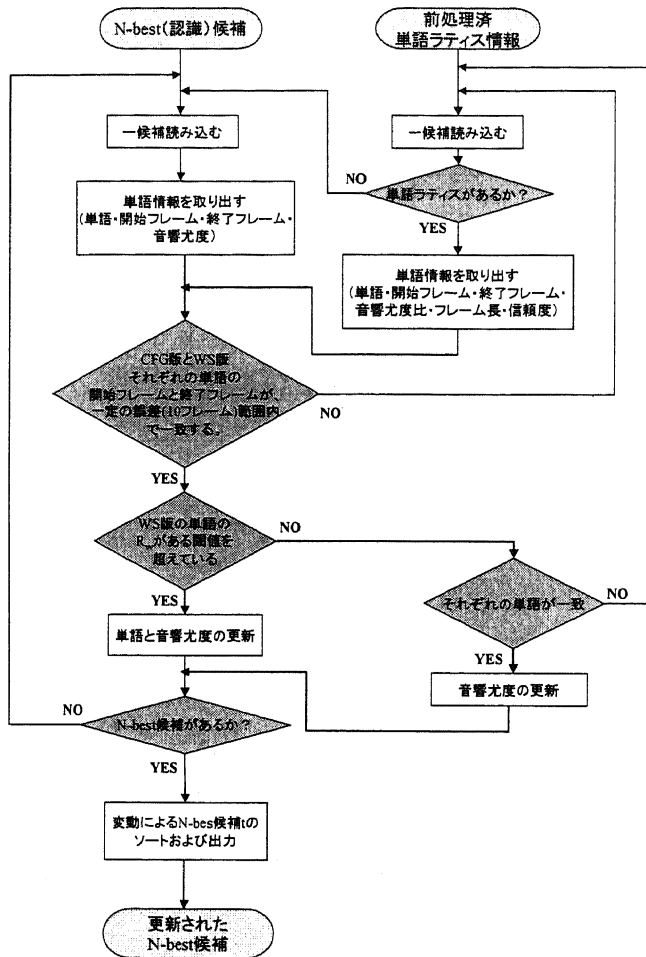 N-best(認識)候補
前処理済
単語ラティス情報
一候補読み込む
一候補読み込む
NO
単語ラティスがあるか?
YES
単語情報を取り出す
(単語・開始フレーム・終了フレーム・
音響尤度)
単語情報を取り出す
(単語・開始フレーム・終了フレーム・
音響尤度比・フレーム長・信頼度)
CFG版とWS版
それぞれの単語の
開始フレームと終了フレームが、
一定の誤差(10フレーム)範囲内
で一致する。
NO
YES
WS版の単語の
がある閾値を
超えている
NO
YES
それぞれの単語が一致
NO
YES
単語と音響尤度の更新
音響尤度の更新
NO
N-best候補があるか?
YES
変動によるN-bes候補tの
ソートおよび出力
更新された
N-best候補